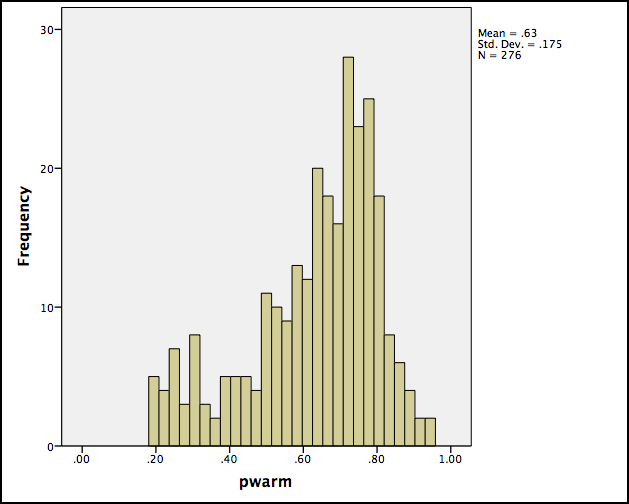 Mean = .63
Std. Dev. = .175
N = 276
30
20
10
0
Frequency
.00 .20 .40 .60 .80 1.00
pwarm